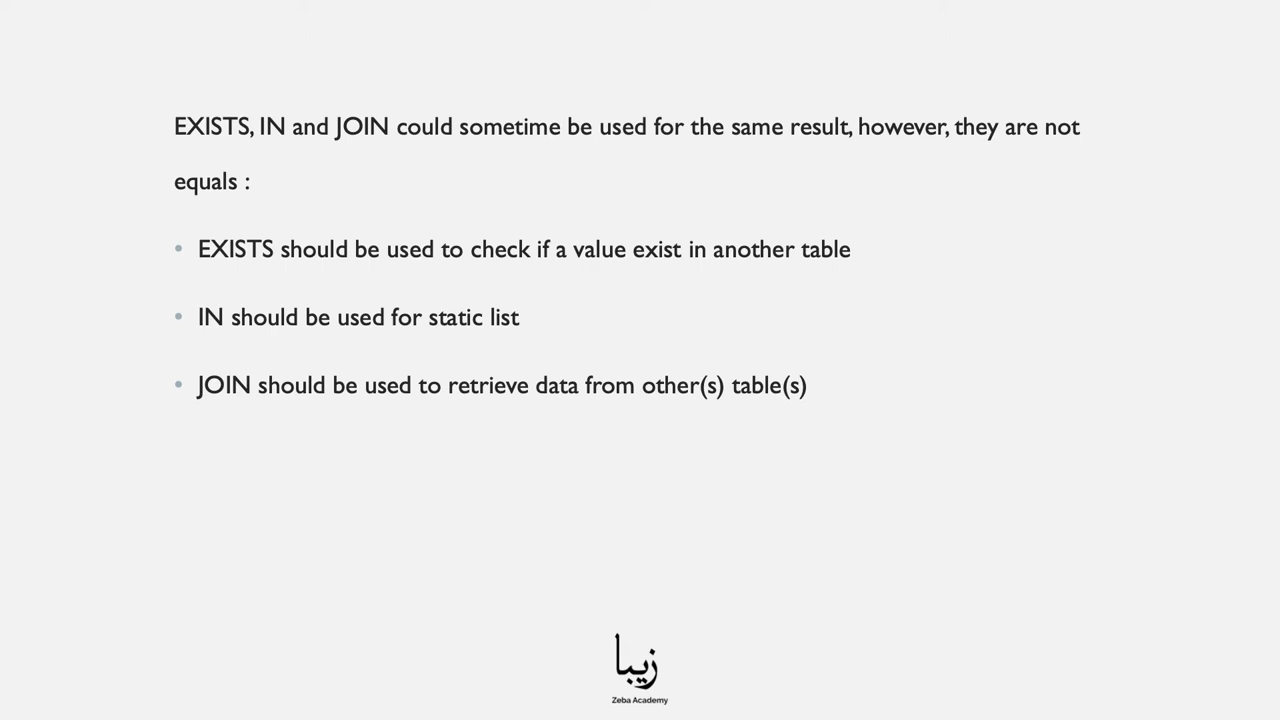 EXISTS, IN and JOIN could sometime be used for the same result, however, they are not
equals :
• EXISTS should be used to check if a value exist in another table
• IN should be used for static list
• JOIN should be used to retrieve data from other(s) table(s)
زيبا
Zeba Academy